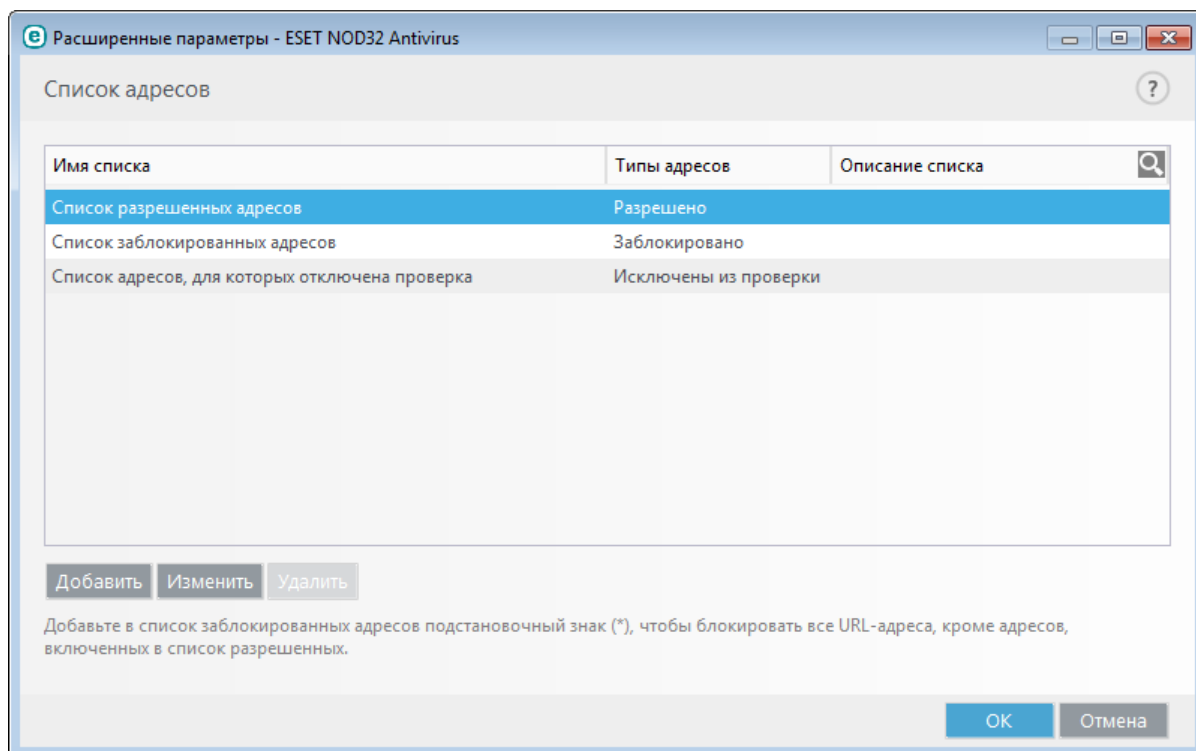 Расширенные параметры - ESET NOD32 Antivirus
Список адресов
?
Имя списка Типы адресов Описание списка
Список разрешенных адресов Разрешено
Список заблокированных адресов Заблокировано
Список адресов, для которых отключена проверка Исключены из проверки
Добавить Изменить Удалить
Добавьте в список заблокированных адресов подстановочный знак (*), чтобы блокировать все URL-адреса, кроме адресов,
включенных в список разрешенных.
OK Отмена